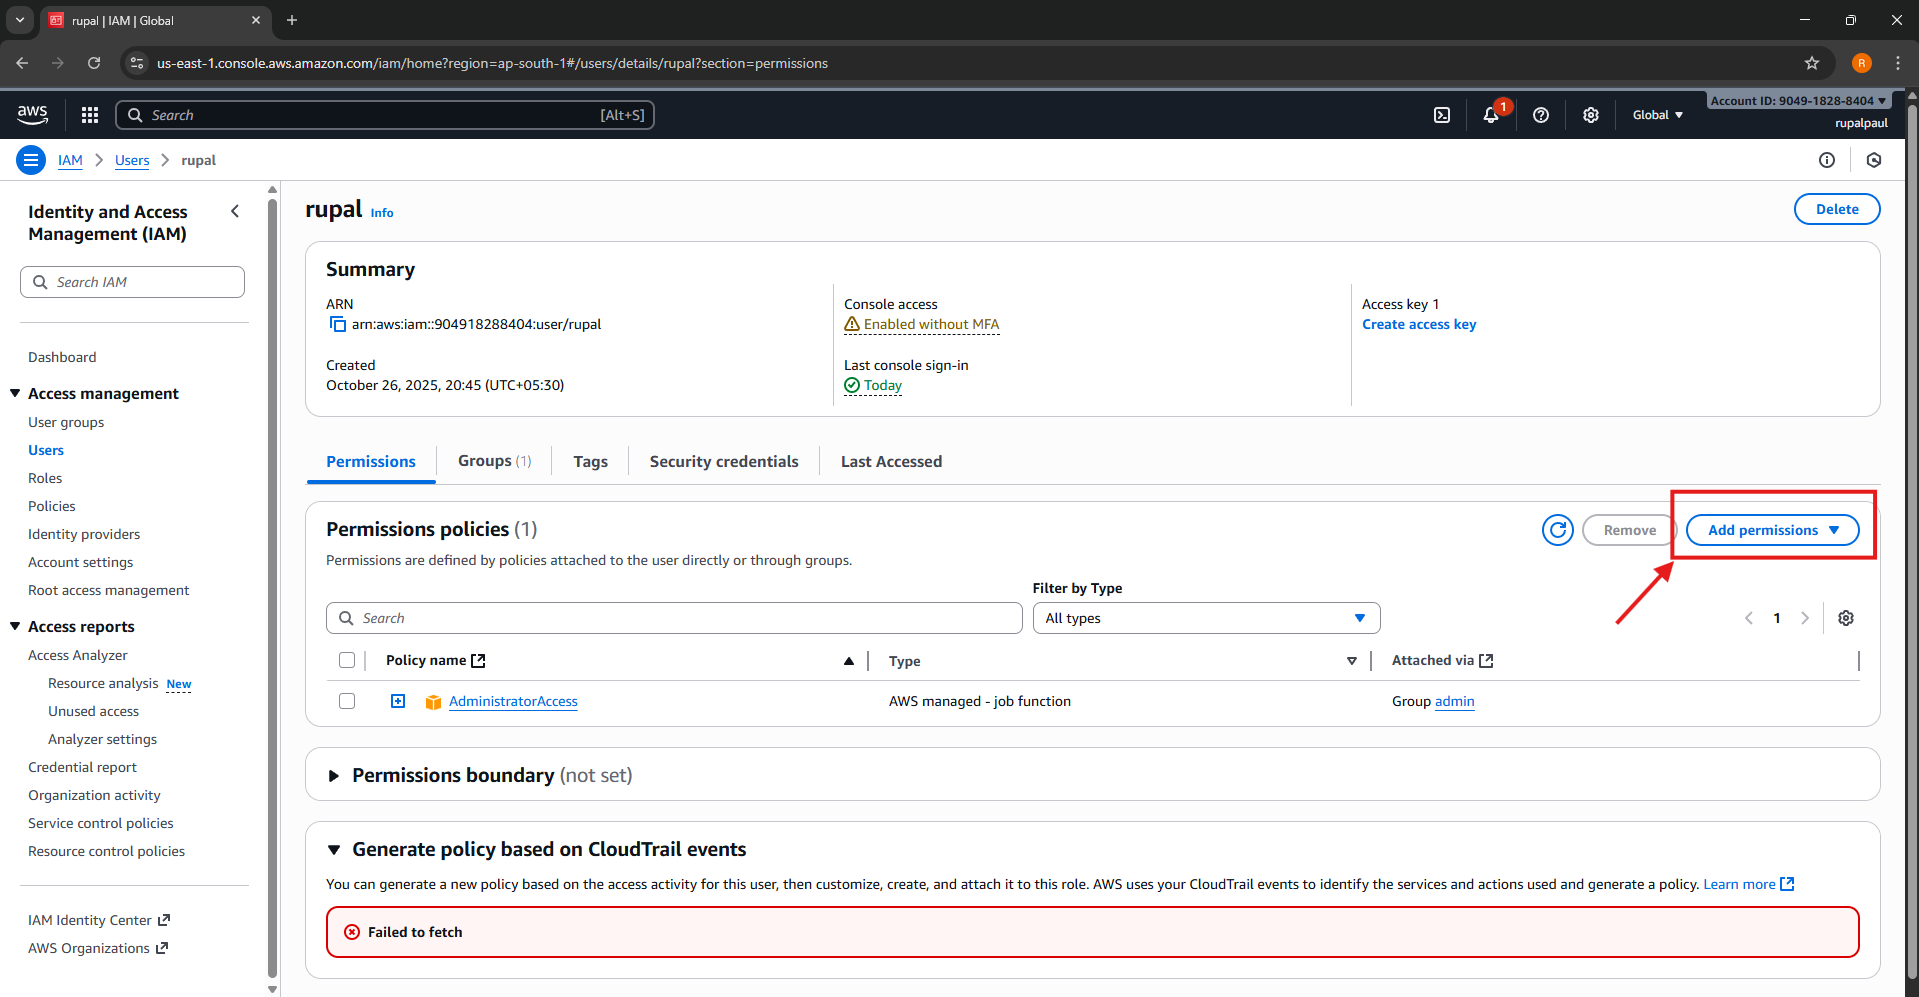 rupal | IAM | Global
us-east-1.console.aws.amazon.com/iam/home?region=ap-south-1#/users/details/rupal?section=permissions
R
aws
Search
[Alt+S]
1
Global
Account ID: 9049-1828-8404
rupalpaul
IAM
Users
rupal
Identity and Access
Management (IAM)
Search IAM
Dashboard
Access management
User groups
Users
Roles
Policies
Identity providers
Account settings
Root access management
Access reports
Access Analyzer
Resource analysis New
Unused access
Analyzer settings
Credential report
Organization activity
Service control policies
Resource control policies
IAM Identity Center
AWS Organizations
rupal Info
Delete
Summary
ARN
arn:aws:iam::904918288404:user/rupal
Created
October 26, 2025, 20:45 (UTC+05:30)
Console access
Enabled without MFA
Last console sign-in
Today
Access key 1
Create access key
Permissions
Groups (1)
Tags
Security credentials
Last Accessed
Permissions policies (1)
Remove
Add permissions
Permissions are defined by policies attached to the user directly or through groups.
Filter by Type
Search
All types
1
Policy name
Type
Attached via
AdministratorAccess
AWS managed - job function
Group admin
Permissions boundary (not set)
Generate policy based on CloudTrail events
You can generate a new policy based on the access activity for this user, then customize, create, and attach it to this role. AWS uses your CloudTrail events to identify the services and actions used and generate a policy. Learn more
Failed to fetch